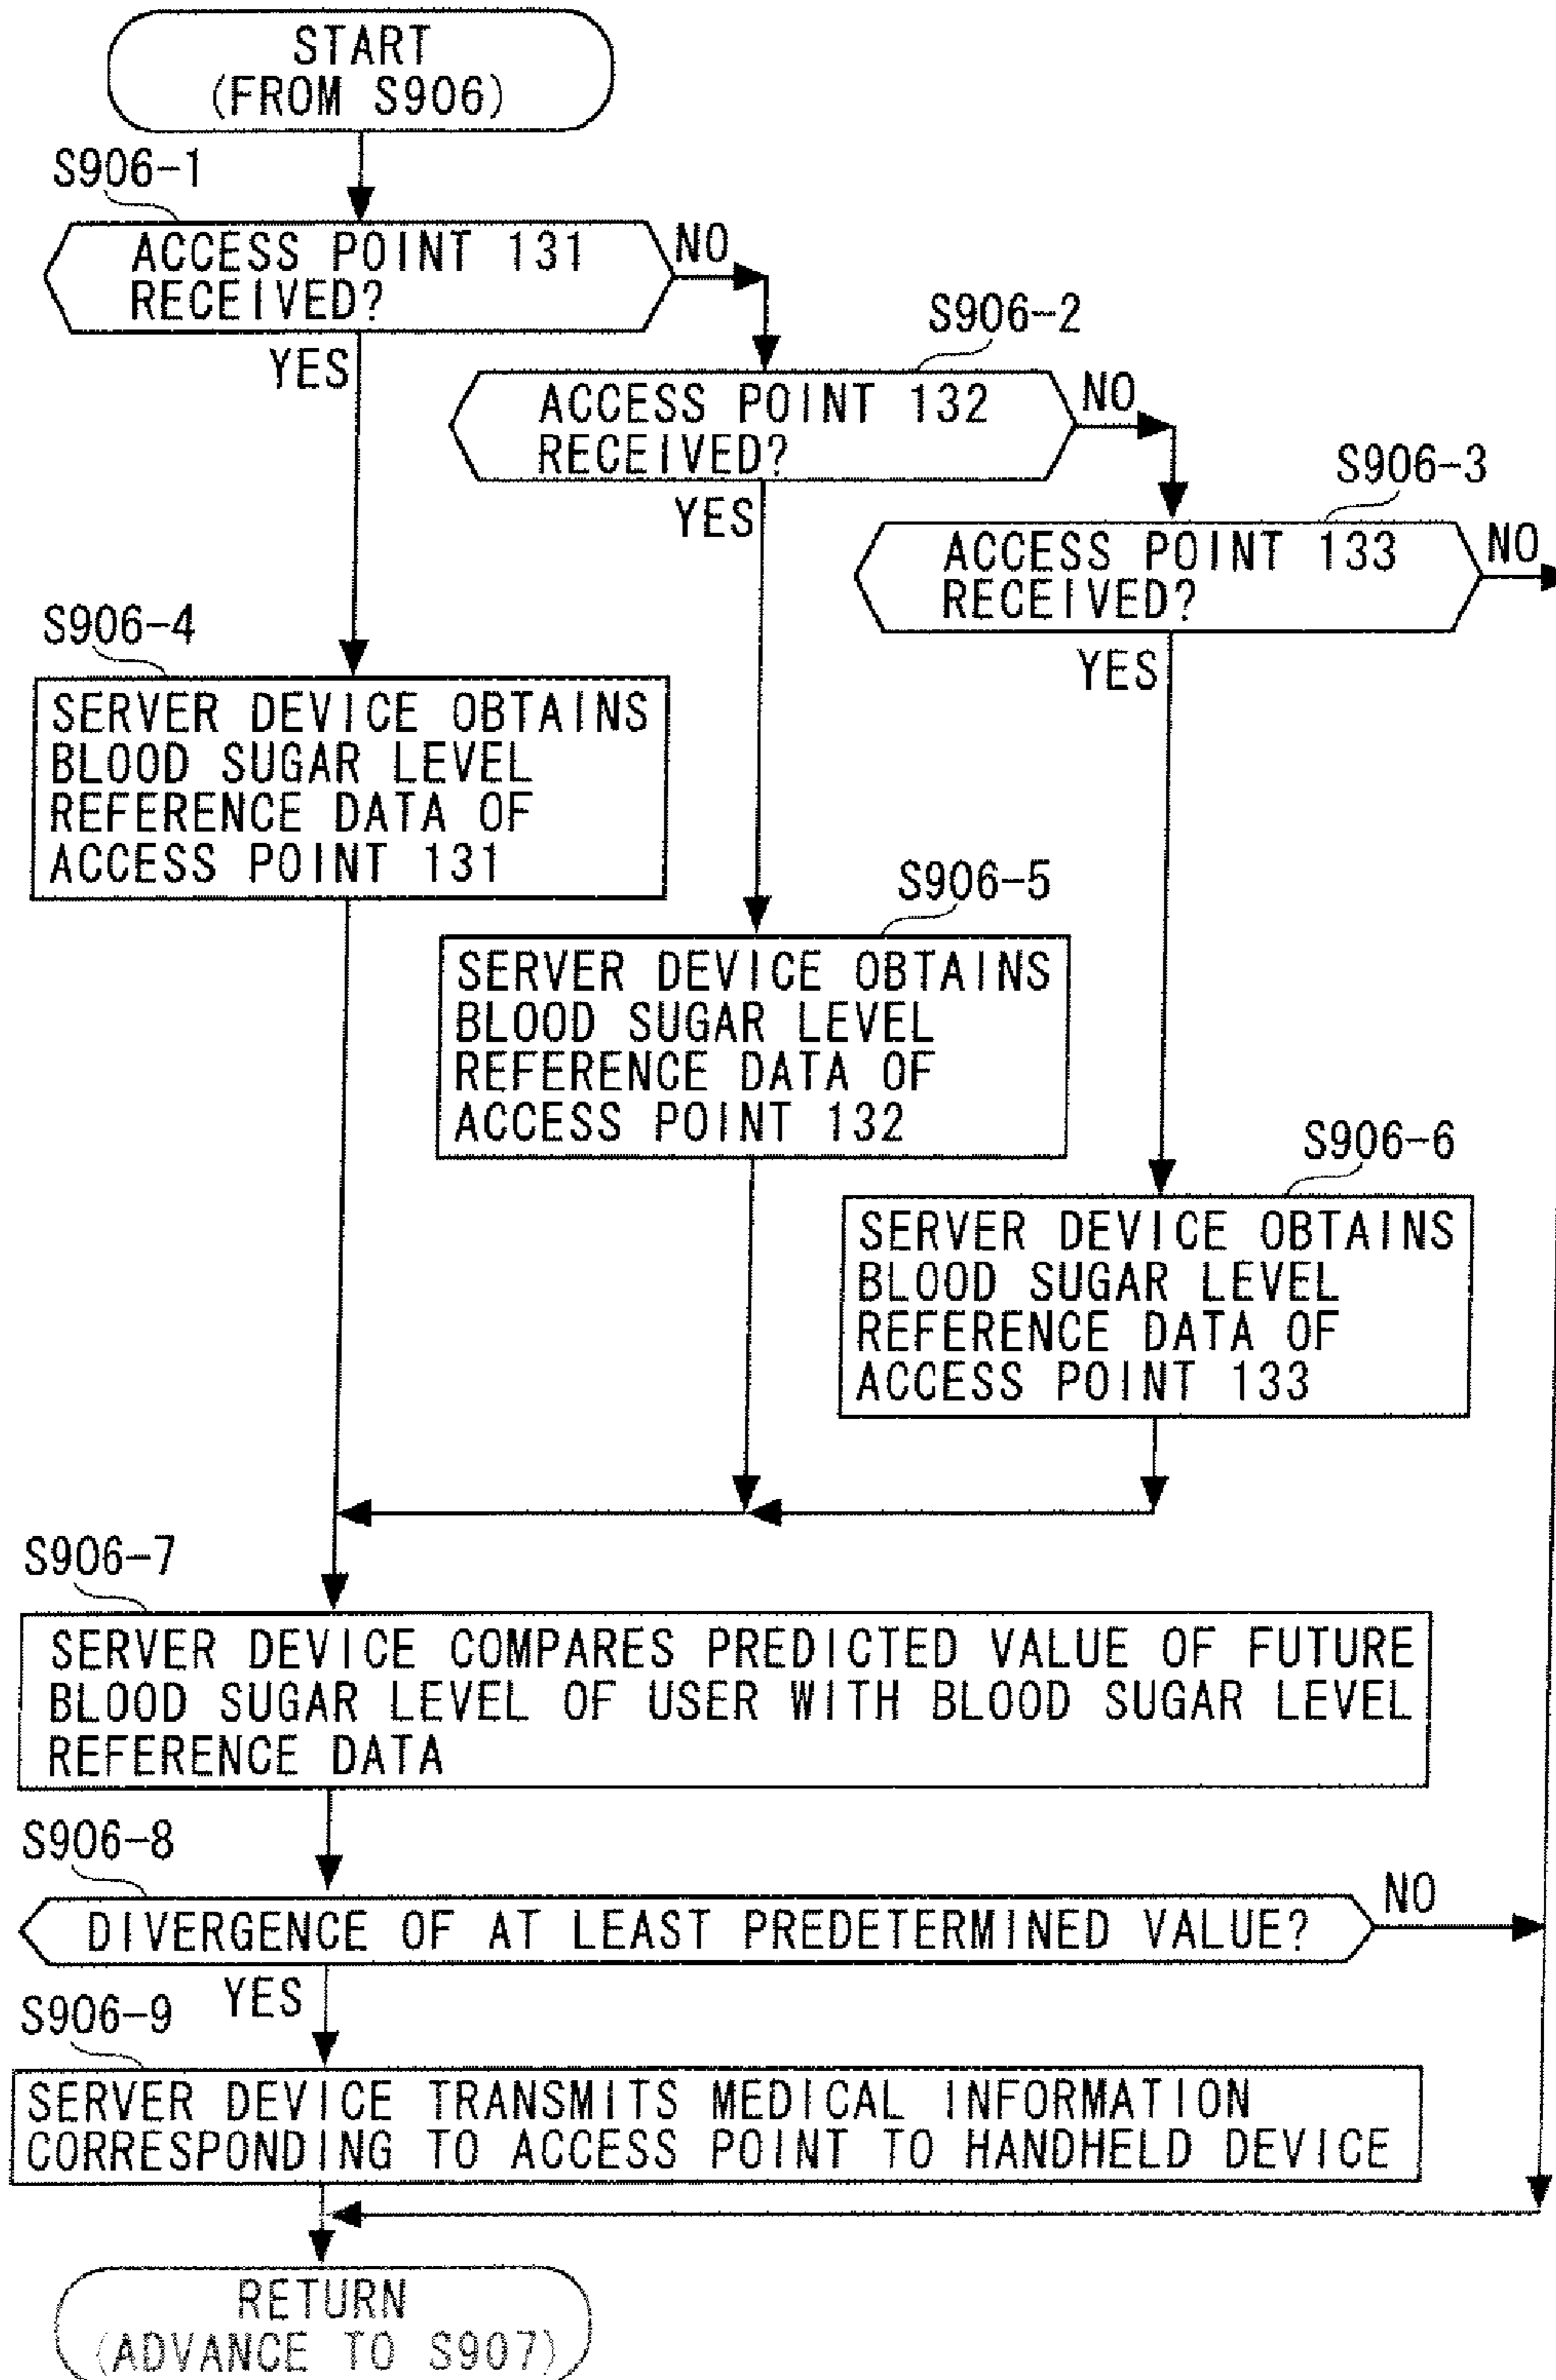 START
(FROM S906)
S906-1
ACCESS POINT 131
RECEIVED?
NO
YES
S906-2
ACCESS POINT 132
RECEIVED?
NO
YES
S906-3
ACCESS POINT 133
RECEIVED?
NO
YES
S906-4
SERVER DEVICE OBTAINS
BLOOD SUGAR LEVEL
REFERENCE DATA OF
ACCESS POINT 131
S906-5
SERVER DEVICE OBTAINS
BLOOD SUGAR LEVEL
REFERENCE DATA OF
ACCESS POINT 132
S906-6
SERVER DEVICE OBTAINS
BLOOD SUGAR LEVEL
REFERENCE DATA OF
ACCESS POINT 133
S906-7
SERVER DEVICE COMPARES PREDICTED VALUE OF FUTURE
BLOOD SUGAR LEVEL OF USER WITH BLOOD SUGAR LEVEL
REFERENCE DATA
S906-8
DIVERGENCE OF AT LEAST PREDETERMINED VALUE?
NO
YES
S906-9
SERVER DEVICE TRANSMITS MEDICAL INFORMATION
CORRESPONDING TO ACCESS POINT TO HANDHELD DEVICE
RETURN
(ADVANCE TO S907)